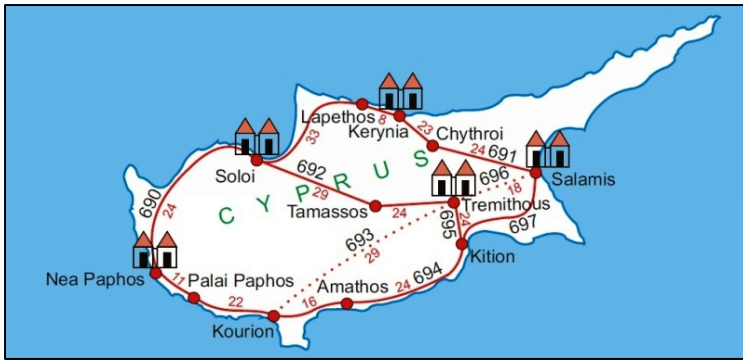 Lapethos
8
Kerynia
23
Chythroi
33
24
691
Soloi
692
696
Salamis
CYPRUS
29
18
690
24
Tamassos
24
Tremithous
24
695
697
693
29
Kition
Nea Paphos
11
Palai Paphos
694
24
Amathos
22
16
Kourion